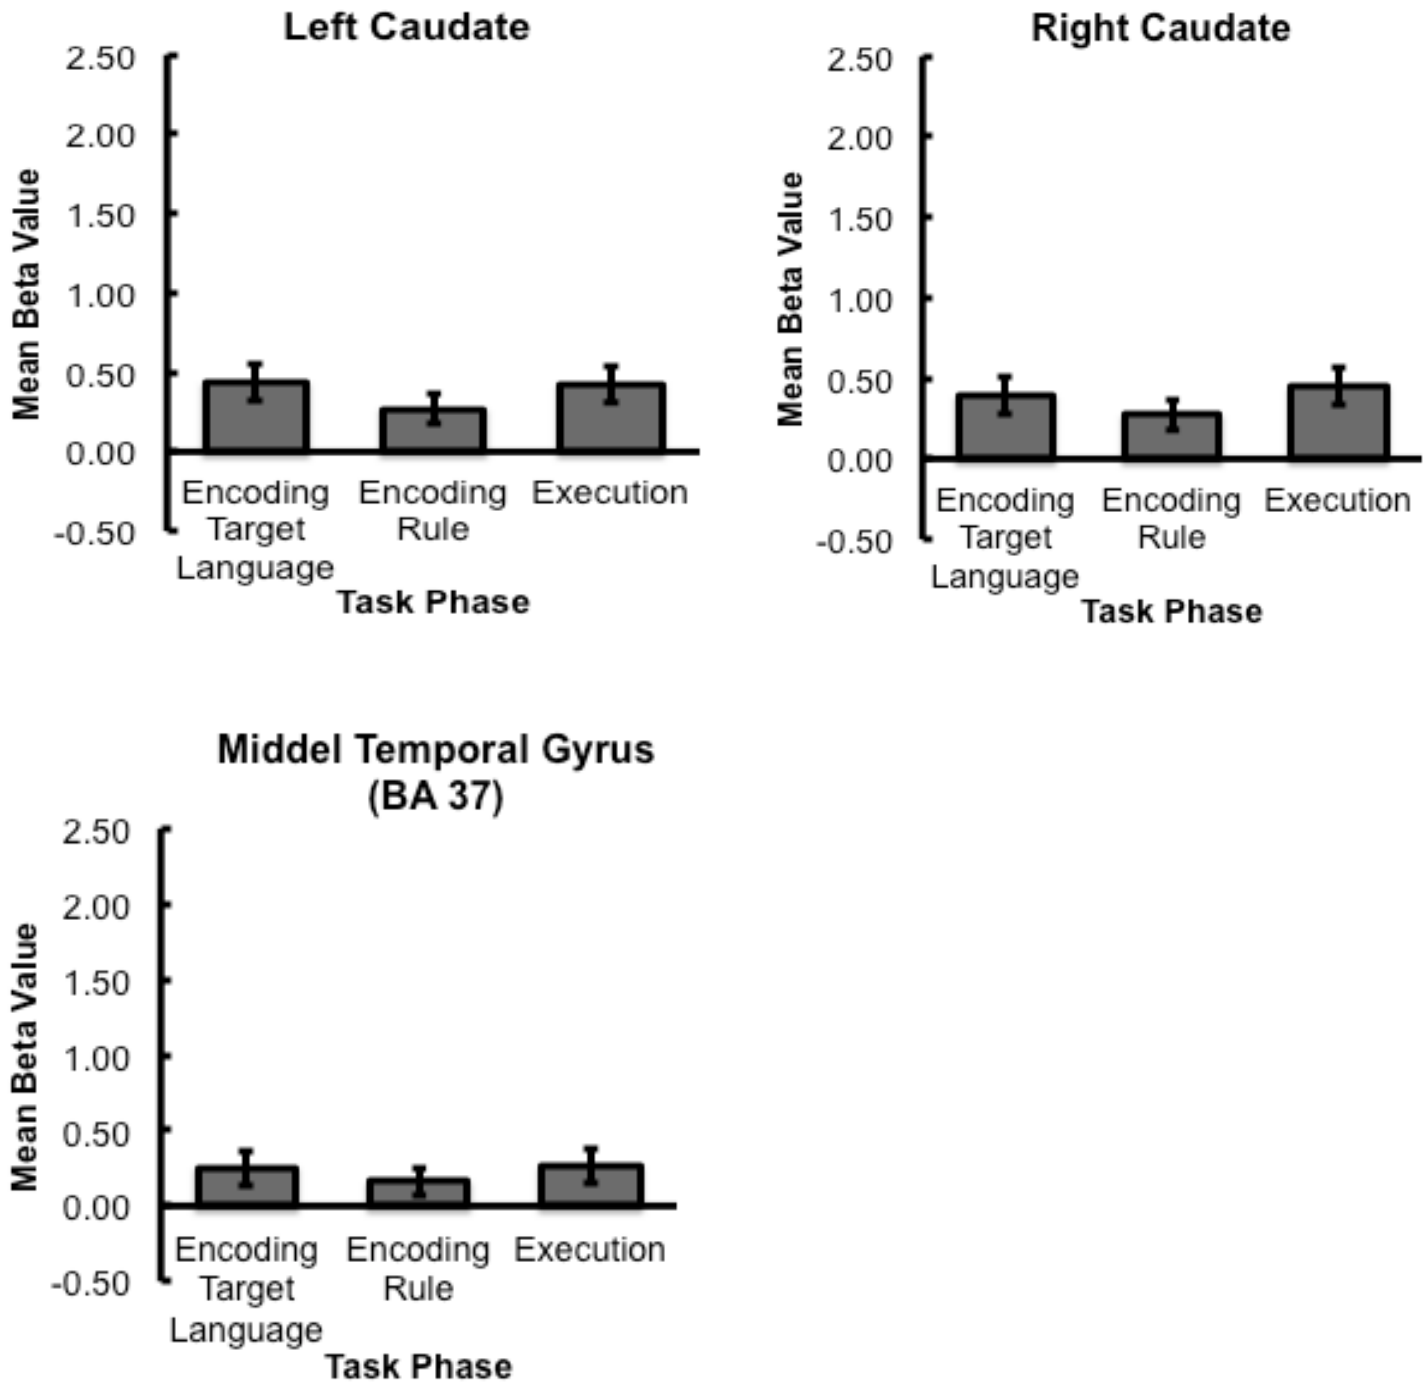 Left Caudate
2.50
2.00
1.50
1.00
0.50
0.00
-0.50
Mean Beta Value
Encoding Target Language
Encoding Rule
Execution
Task Phase
Right Caudate
2.50
2.00
1.50
1.00
0.50
0.00
-0.50
Mean Beta Value
Encoding Target Language
Encoding Rule
Execution
Task Phase
Middel Temporal Gyrus
(BA 37)
2.50
2.00
1.50
1.00
0.50
0.00
-0.50
Mean Beta Value
Encoding Target Language
Encoding Rule
Execution
Task Phase